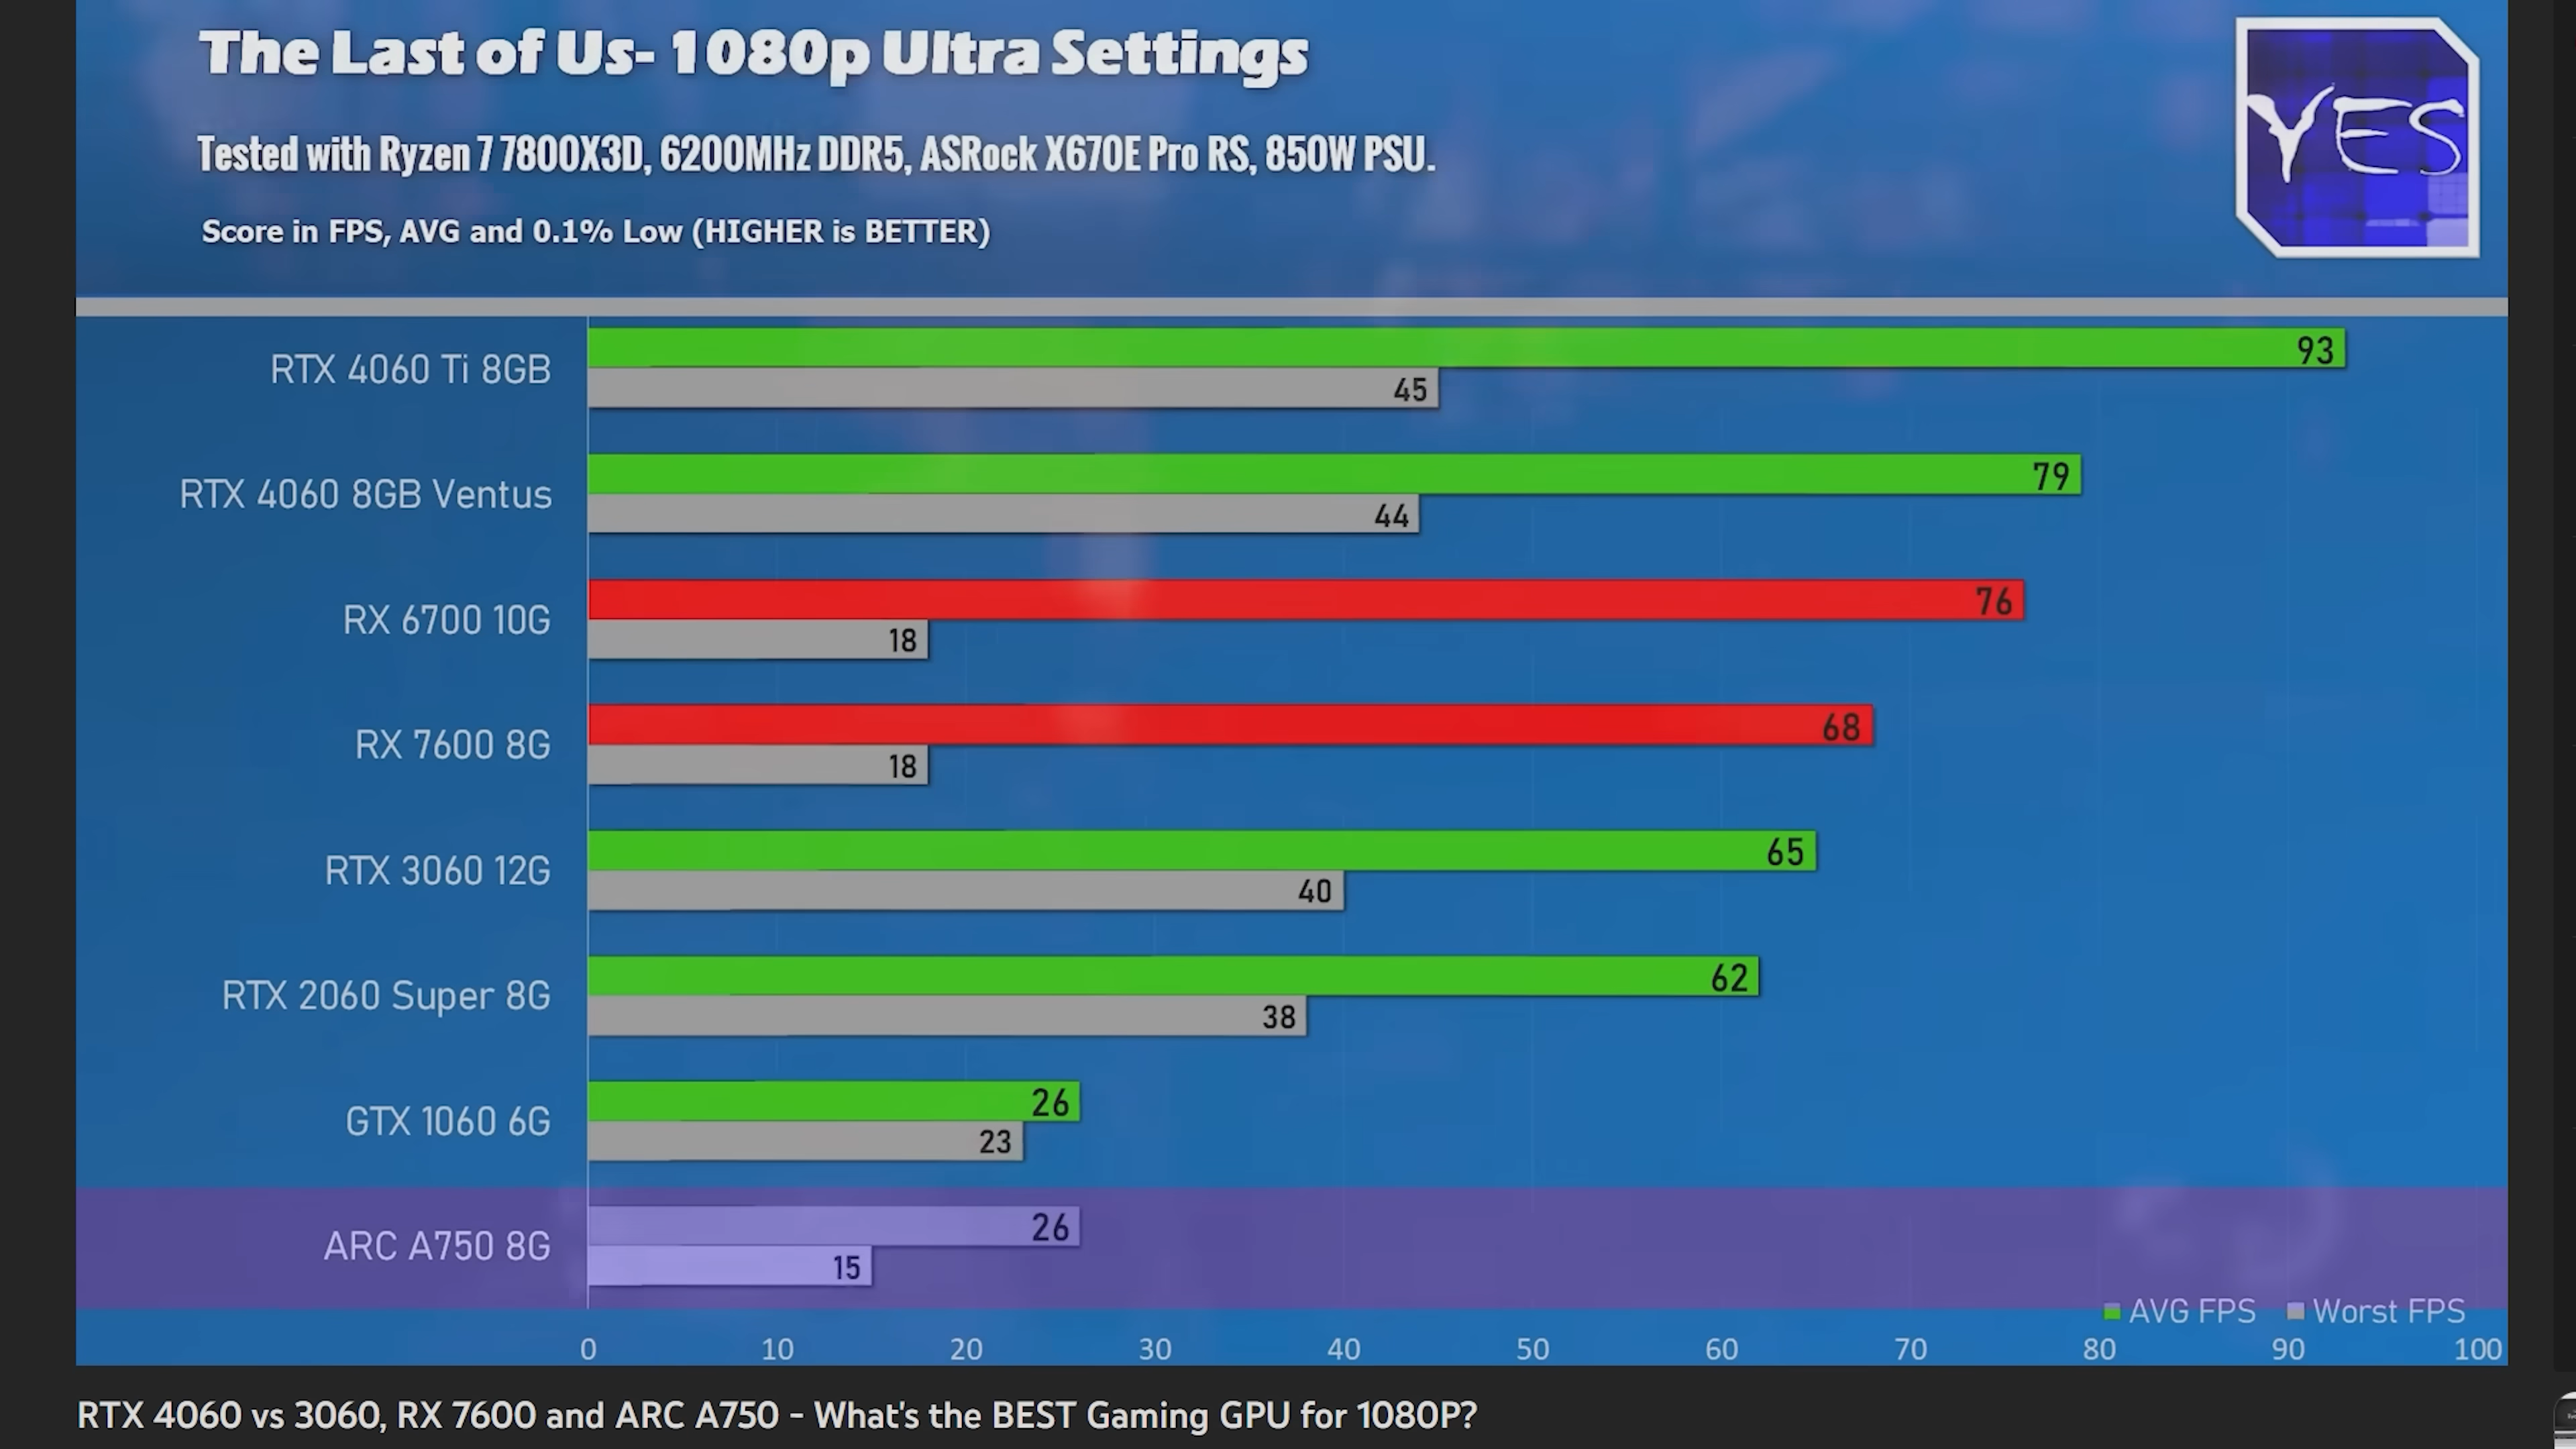 The Last of Us- 1080p Ultra Settings
YES
Tested with Ryzen 7 7800X3D, 6200MHz DDR5, ASRock X670E Pro RS, 850W PSU.
Score in FPS, AVG and 0.1% Low (HIGHER is BETTER)
RTX 4060 Ti 8GB
93
45
RTX 4060 8GB Ventus
79
44
RX 6700 10G
76
18
RX 7600 8G
68
18
RTX 3060 12G
65
40
RTX 2060 Super 8G
62
38
GTX 1060 6G
26
23
ARC A750 8G
26
15
AVG FPS Worst FPS
0 10 20 30 40 50 60 70 80 90 100
RTX 4060 vs 3060, RX 7600 and ARC A750 - What's the BEST Gaming GPU for 1080P?